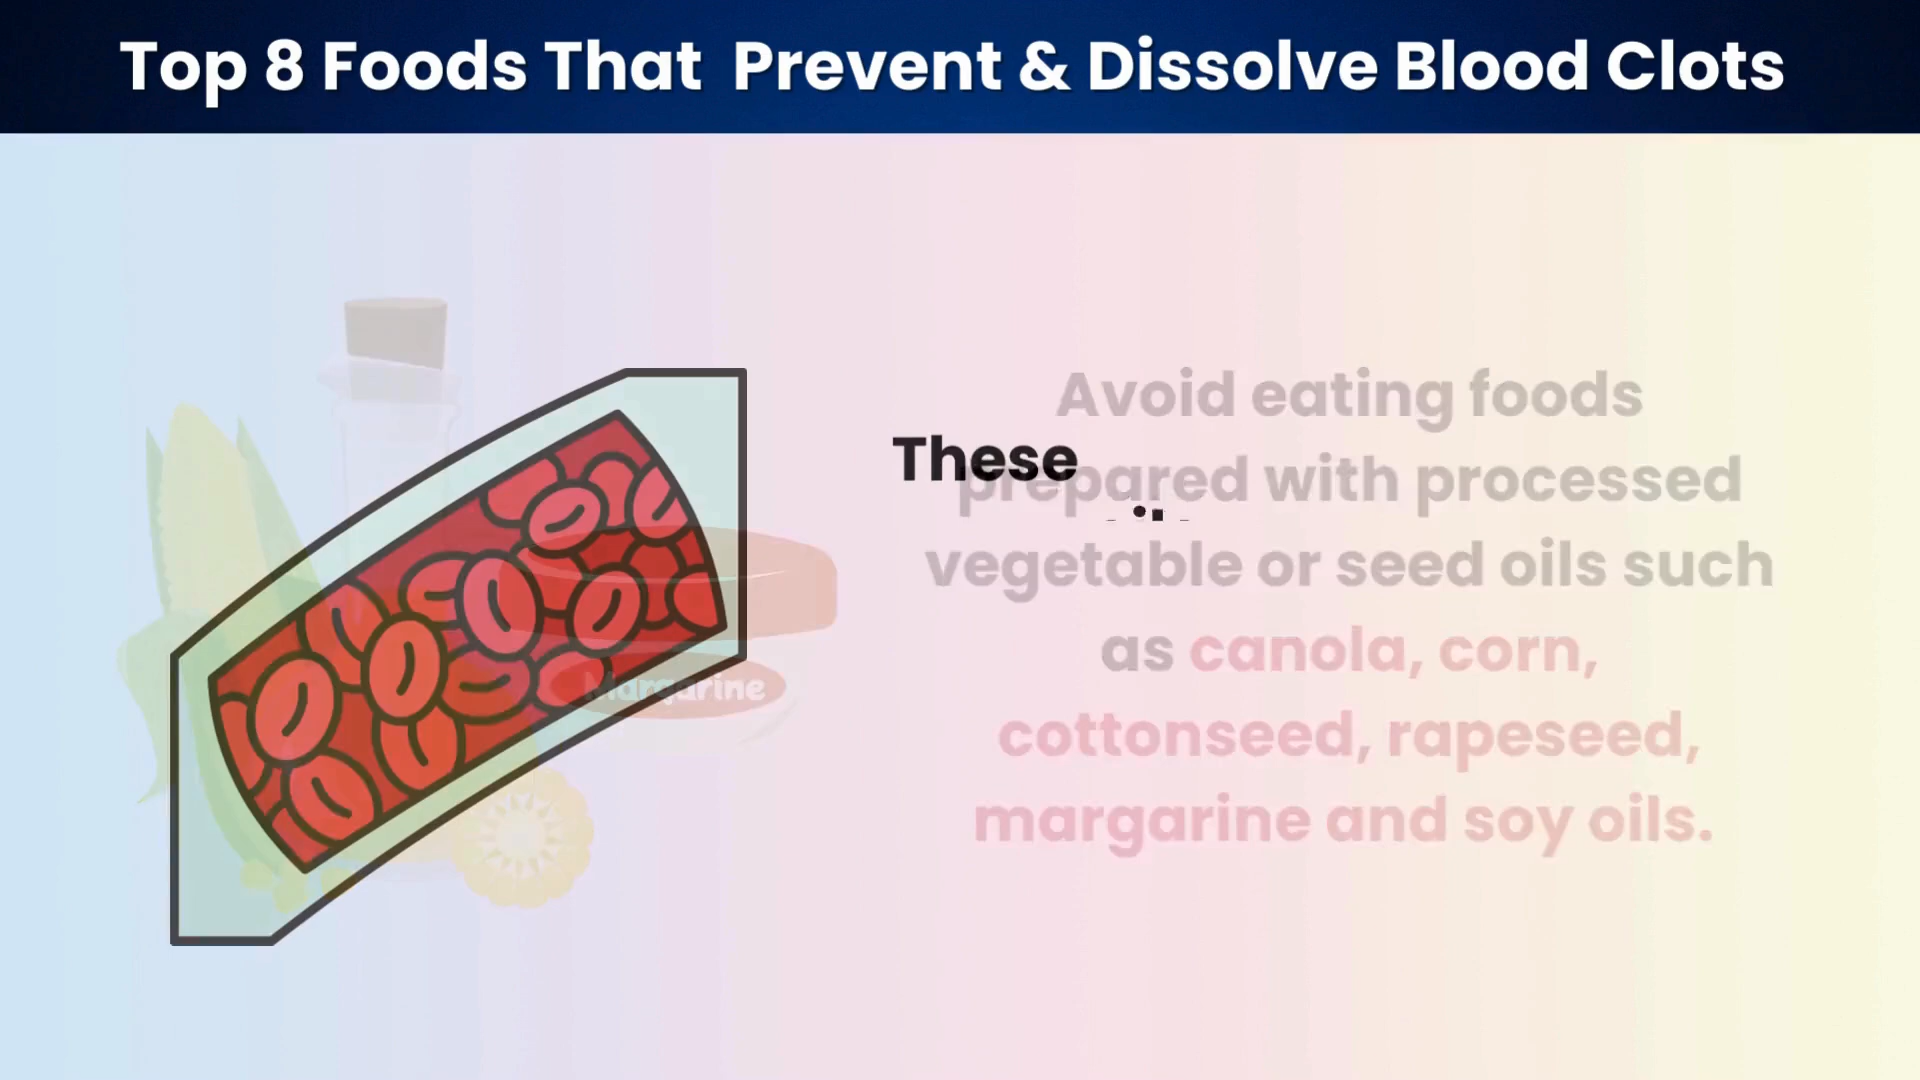 Top 8 Foods That Prevent & Dissolve Blood Clots
Avoid eating foods
These
prepared with processed
vegetable or seed oils such
as canola, corn,
cottonseed, rapeseed,
margarine and soy oils.
Margarine